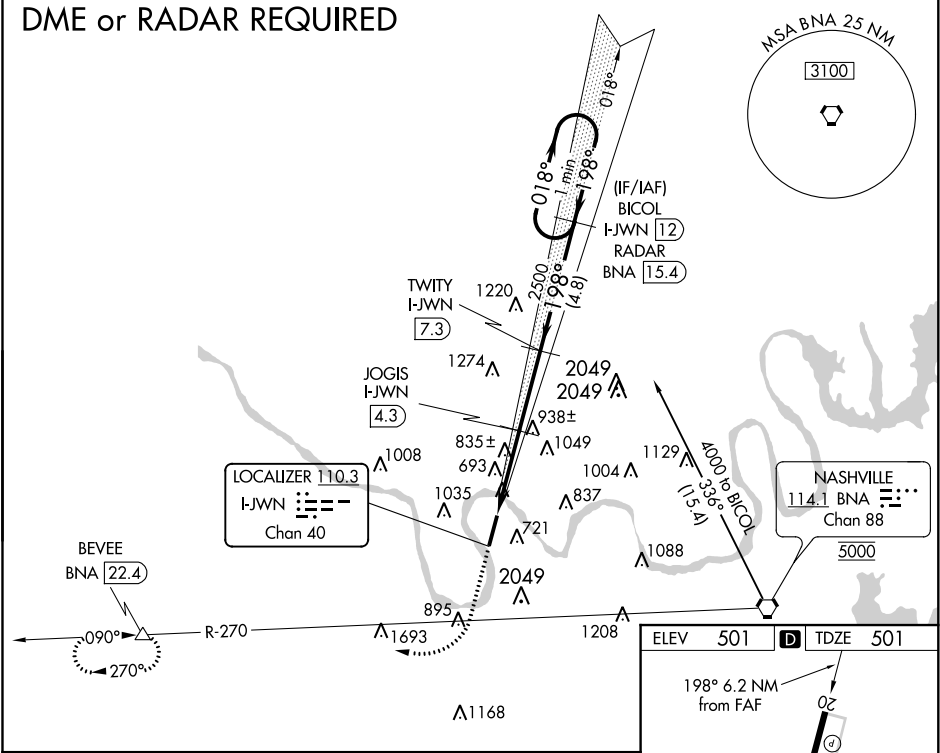 DME or RADAR REQUIRED
MSA BNA 25 NM
3100
018°
018°
1 min
198°
(IF/IAF)
BICOL
I-JWN 12
RADAR
BNA 15.4
2500
198°
(4.8)
TWITY
I-JWN
7.3
1220
1274
2049
2049
JOGIS
I-JWN
4.3
938±
835±
1049
1008
693
1004
1129
4000 to BICOL
336°
(15.4)
LOCALIZER 110.3
I-JWN
Chan 40
1035
837
NASHVILLE
114.1 BNA
Chan 88
5000
721
1088
BEVEE
BNA 22.4
2049
895
1208
090°
R-270
1693
270°
1168
ELEV 501 D TDZE 501
198° 6.2 NM
from FAF
20
P